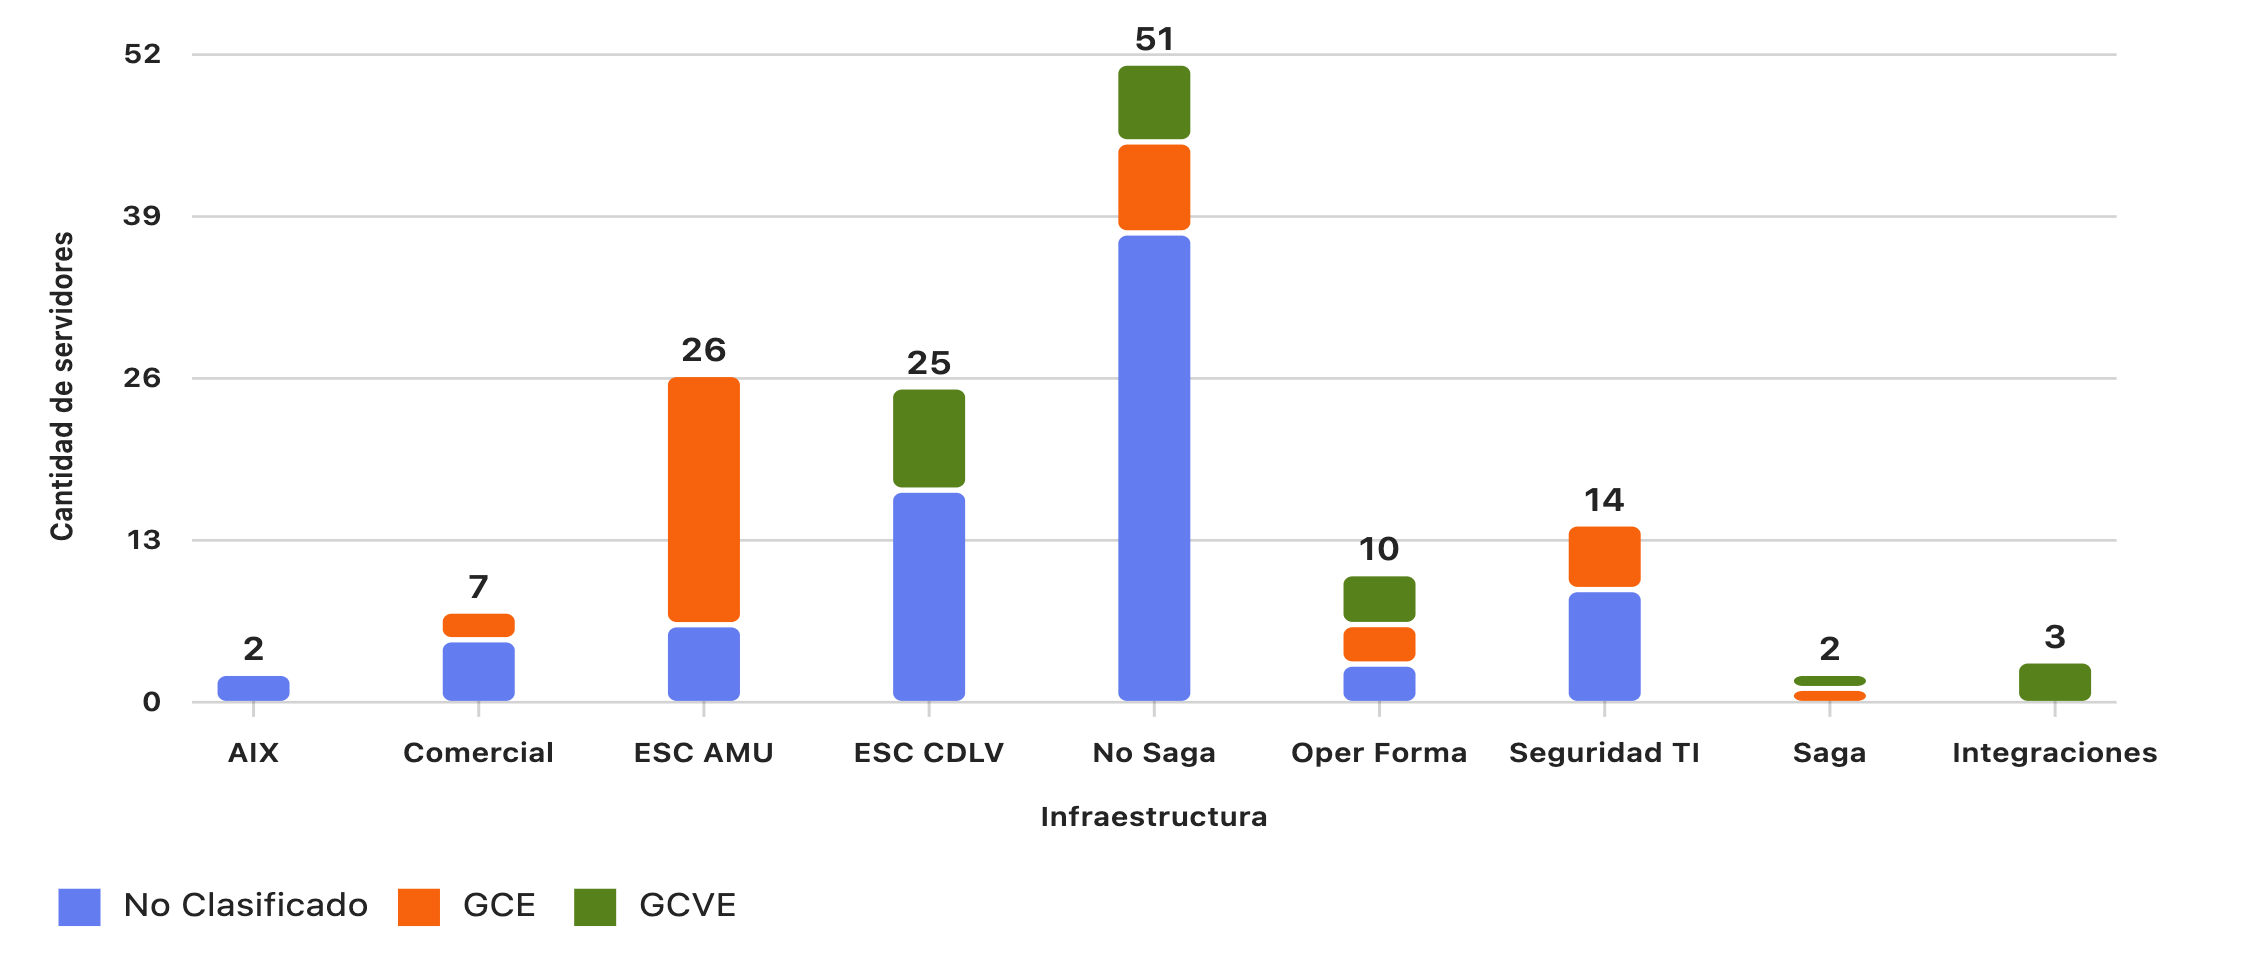 51
52
39
26
25
26
14
13
10
7
2
2
3
0
Cantidad de servidores
AIX
Comercial
ESC AMU
ESC CDLV
No Saga
Oper Forma
Seguridad TI
Saga
Integraciones
Infraestructura
No Clasificado
GCE
GCVE